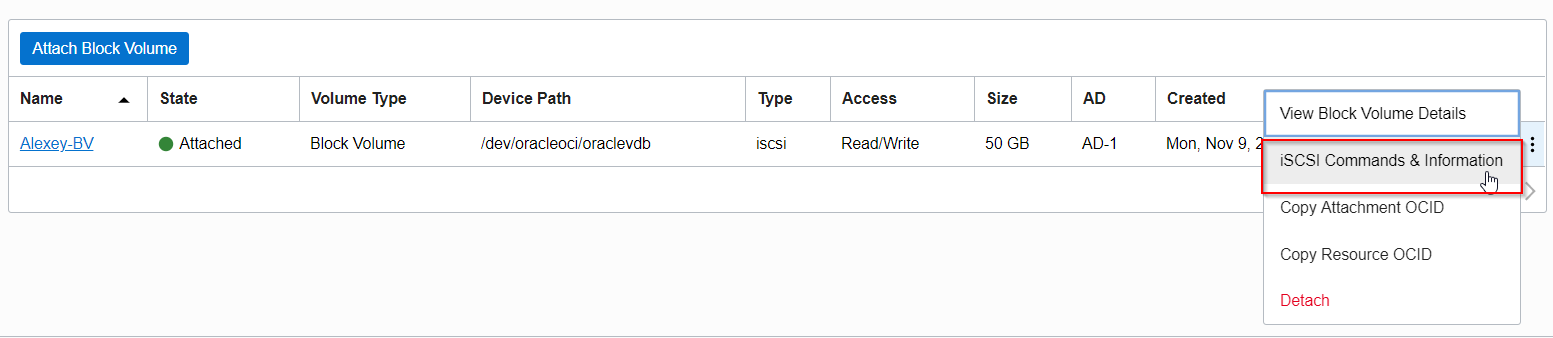 Attach Block Volume
Name State Volume Type Device Path Type Access Size AD Created
View Block Volume Details
Alexey-BV Attached Block Volume /dev/oracleoci/oraclevdb iscsi Read/Write 50 GB AD-1 Mon, Nov 9, 2
iSCSI Commands & Information
Copy Attachment OCID
Copy Resource OCID
Detach